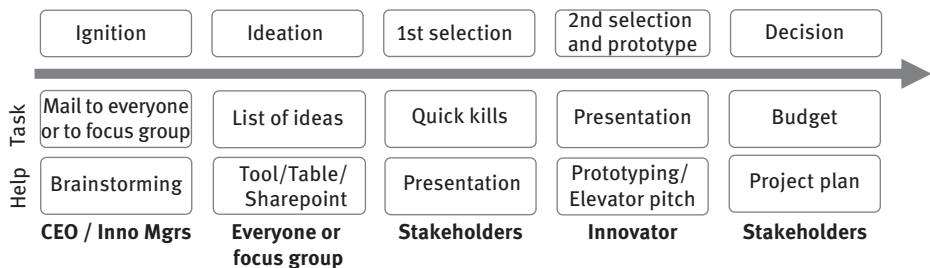 Ignition
Ideation
1st selection
2nd selection
and prototype
Decision
Task
Mail to everyone
or to focus group
List of ideas
Quick kills
Presentation
Budget
Help
Brainstorming
Tool/Table/
Sharepoint
Presentation
Prototyping/
Elevator pitch
Project plan
CEO / Inno Mgrs
Everyone or
focus group
Stakeholders
Innovator
Stakeholders